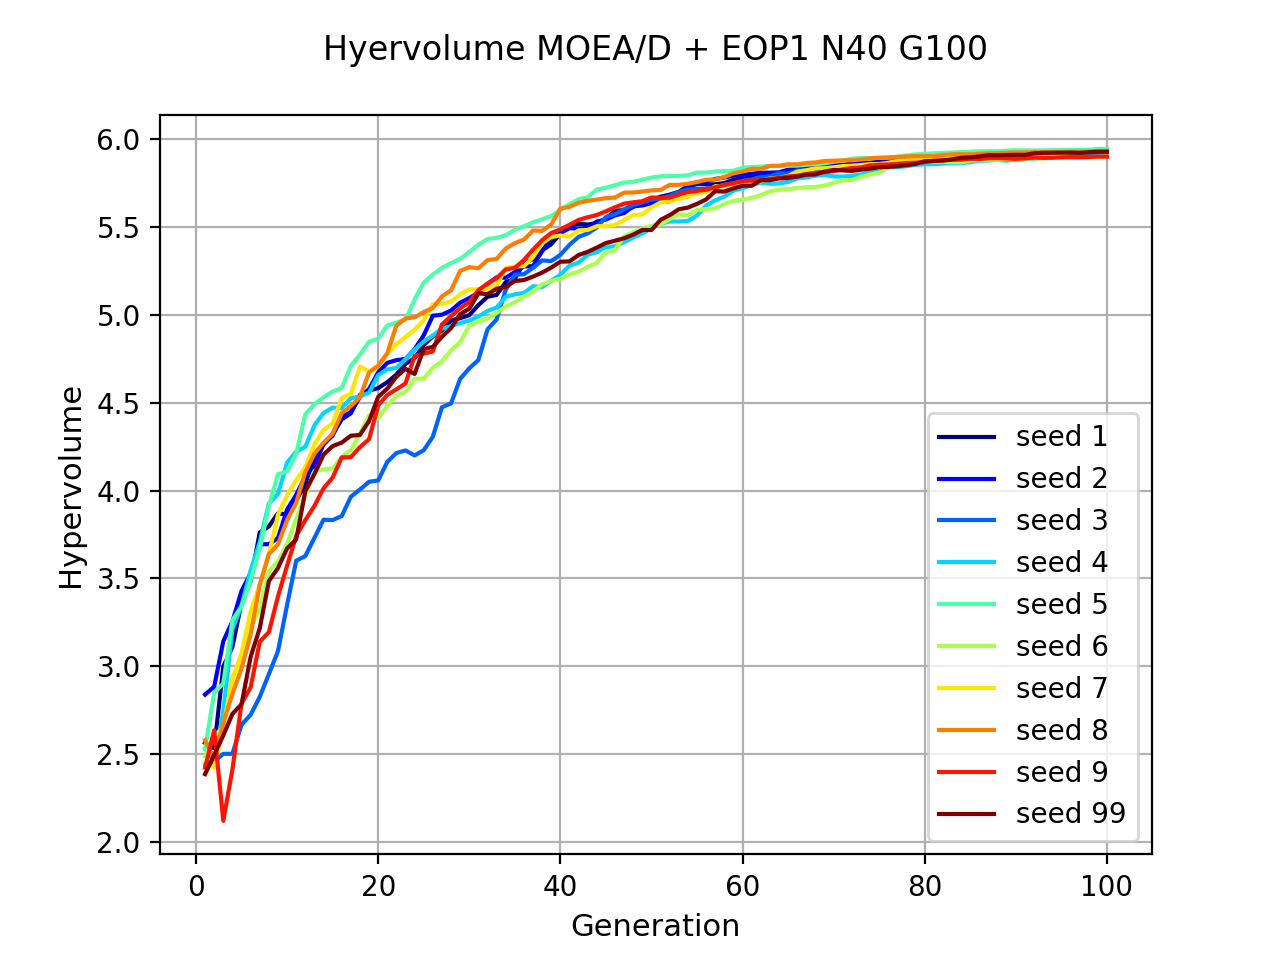 Hyervolume MOEA/D + EOP1 N40 G100
6.0
5.5
5.0
4.5
4.0
3.5
3.0
2.5
2.0
Hypervolume
seed 1
seed 2
seed 3
seed 4
seed 5
seed 6
seed 7
seed 8
seed 9
seed 99
0 20 40 60 80 100
Generation